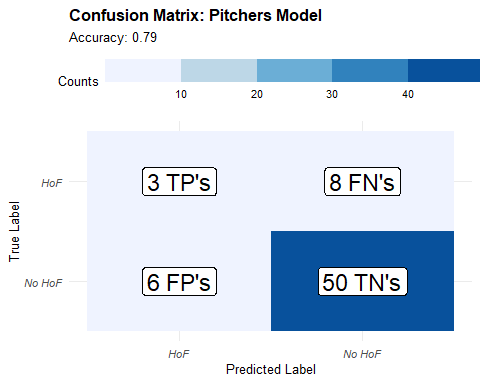 Confusion Matrix: Pitchers Model
Accuracy: 0.79
Counts
10 20 30 40
True Label
HoF
3 TP's 8 FN's
No HoF
6 FP's 50 TN's
HoF No HoF
Predicted Label